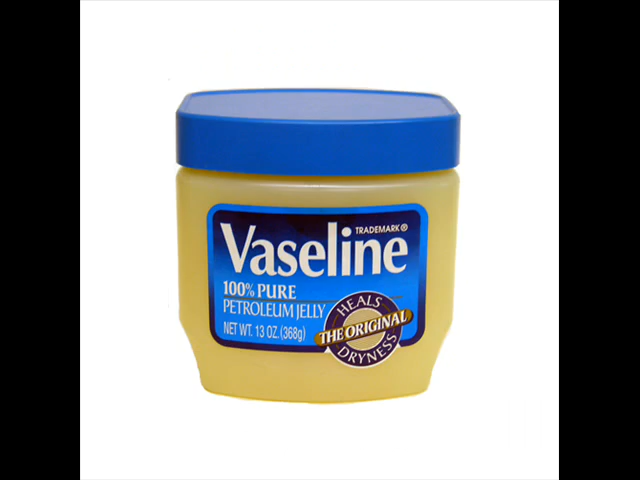 TRADEMARK®
Vaseline
100% PURE
PETROLEUM JELLY
NET WT. 13 OZ. (368g)
HEALS
THE ORIGINAL
DRYNESS